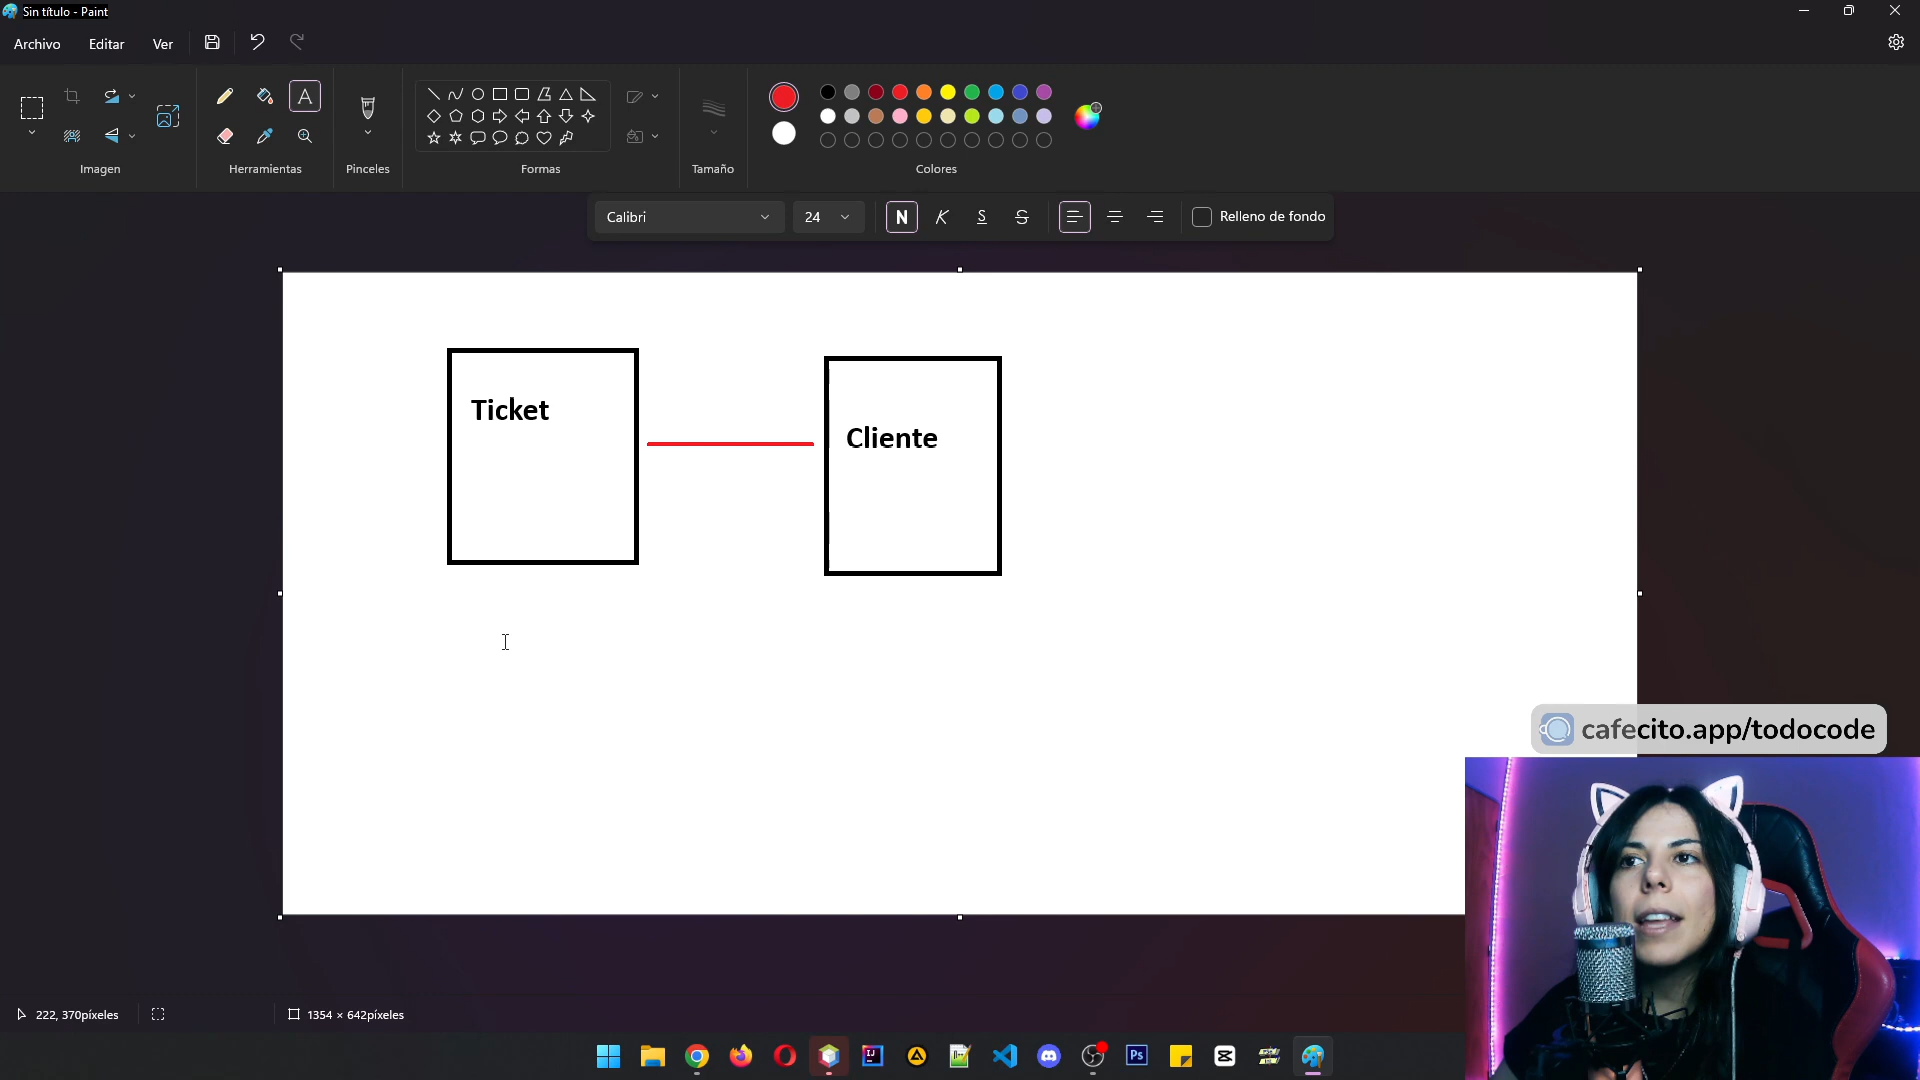 Sin título - Paint
Archivo Editar Ver
Imagen Herramientas Pinceles Formas Tamaño Colores
Calibri 24 N K S S Relleno de fondo
Ticket
Cliente
cafecito.app/todocode
222, 370píxeles 1354 × 642píxeles